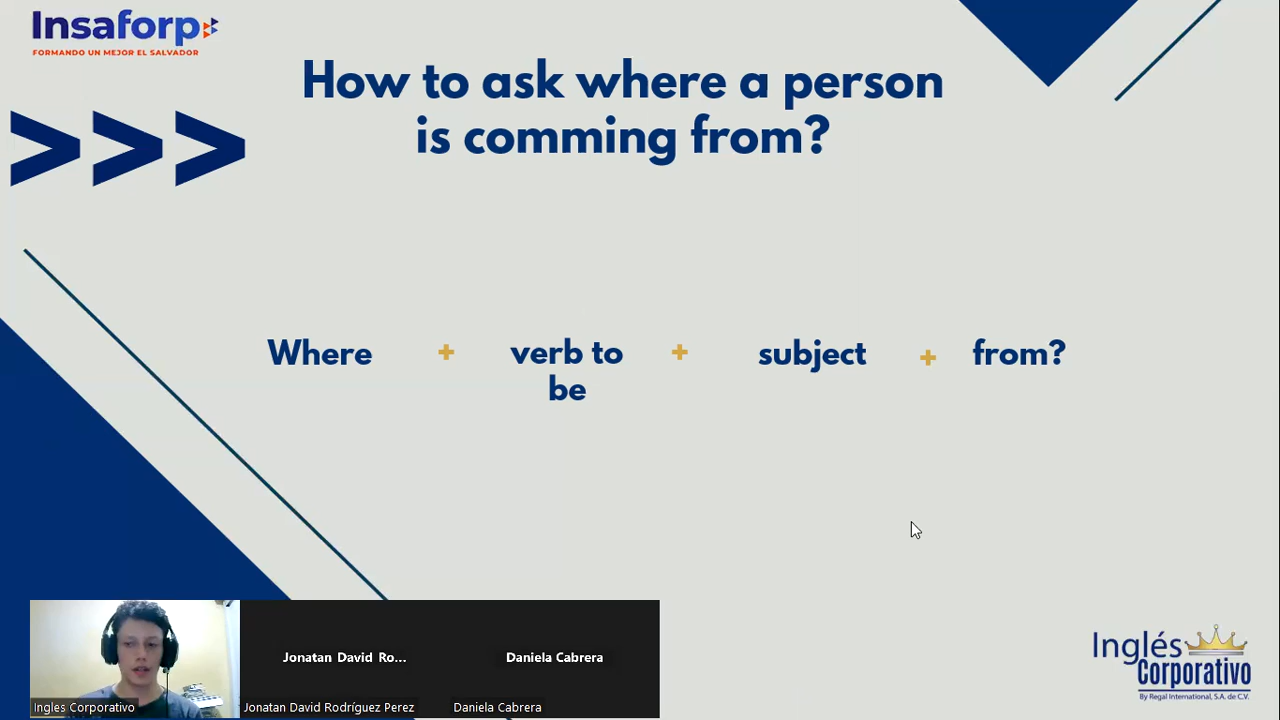 Insaforp
FORMANDO UN MEJOR EL SALVADOR
How to ask where a person
is comming from?
>>>
Where + verb to be + subject + from?
Jonatan David Ro...
Daniela Cabrera
Ingles Corporativo
Jonatan David Rodríguez Perez
Daniela Cabrera
Inglés
Corporativo
By Regal International, S.A. de C.V.